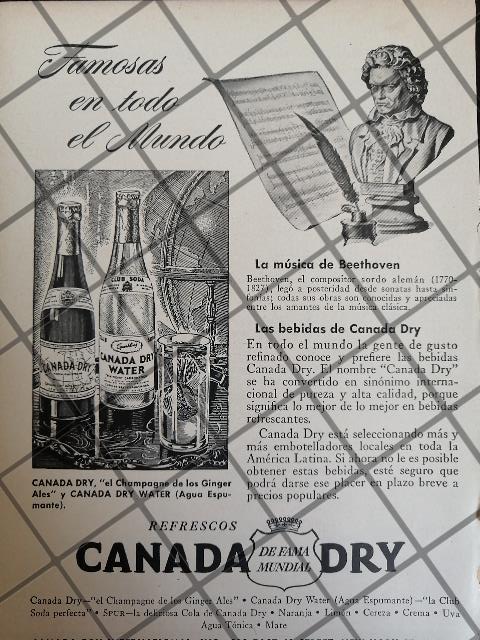 Famosas
en todo
el Mundo
La música de Beethoven
Beethoven, el compositor sordo alemán (1770-
1827), legó a posteridad desde sonatas hasta sin-
fonías; todas sus obras son conocidas y apreciadas
entre los amantes de la música clásica.
Las bebidas de Canada Dry
En todo el mundo la gente de gusto
refinado conoce y prefiere las bebidas
Canada Dry. El nombre "Canada Dry"
se ha convertido en sinónimo interna-
cional de pureza y alta calidad, porque
significa lo mejor de lo mejor en bebidas
refrescantes.
Canada Dry está seleccionando más y
más embotelladores locales en toda la
América Latina. Si ahora no le es posible
obtener estas bebidas, esté seguro que
podrá darse ese placer en plazo breve a
precios populares.
CANADA DRY
CLUB SODA
Sparkling
CANADA DRY
WATER
CANADA DRY, "el Champagne de los Ginger
Ales" y CANADA DRY WATER (Agua Espu-
mante).
REFRESCOS
CANADA DRY
DE FAMA
MUNDIAL
Canada Dry—"el Champagne de los Ginger Ales" • Canada Dry Water (Agua Espumante)—"la Club
Soda perfecta" • SPUR—la deliciosa Cola de Canada Dry • Naranja • Limón • Cereza • Crema • Uva
Agua Tónica • Mate